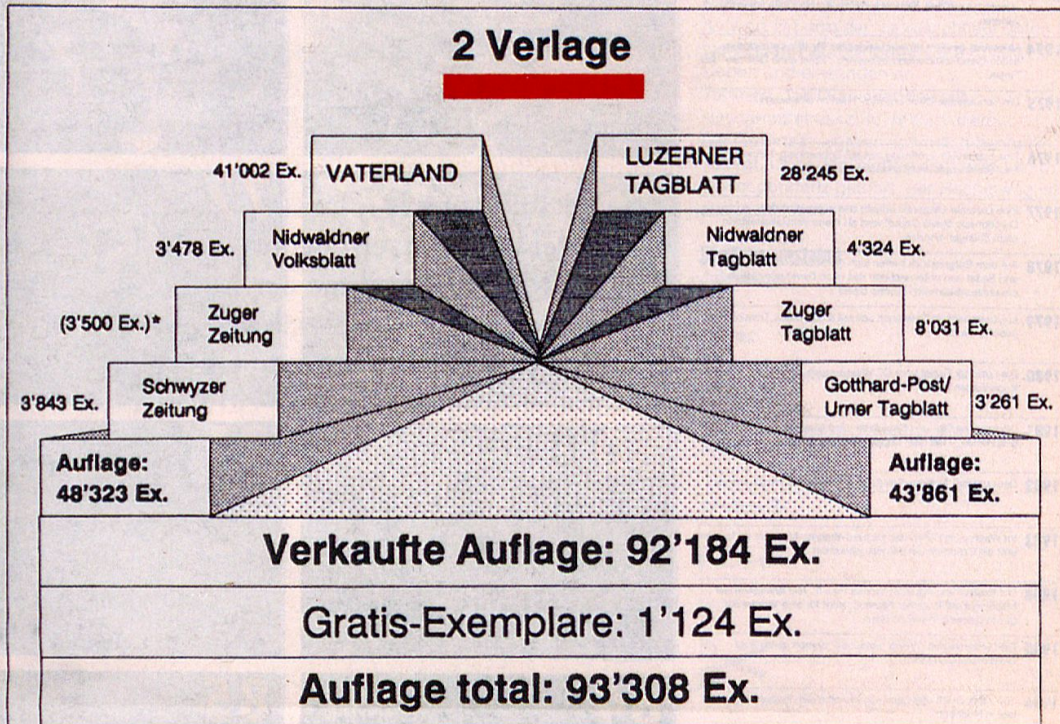 2 Verlage
41'002 Ex. VATERLAND
LUZERNER
TAGBLATT
28'245 Ex.
3'478 Ex.
Nidwaldner
Volksblatt
Nidwaldner
Tagblatt
4'324 Ex.
(3'500 Ex.)*
Zuger
Zeitung
Zuger
Tagblatt
8'031 Ex.
3'843 Ex.
Schwyzer
Zeitung
Gotthard-Post/
Urner Tagblatt
3'261 Ex.
Auflage:
48'323 Ex.
Auflage:
43'861 Ex.
Verkaufte Auflage: 92'184 Ex.
Gratis-Exemplare: 1'124 Ex.
Auflage total: 93'308 Ex.